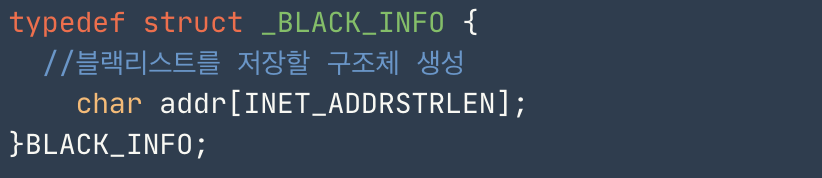 typedef struct _BLACK_INFO {
//블랙리스트를 저장할 구조체 생성
char addr[INET_ADDRSTRLEN];
}BLACK_INFO;